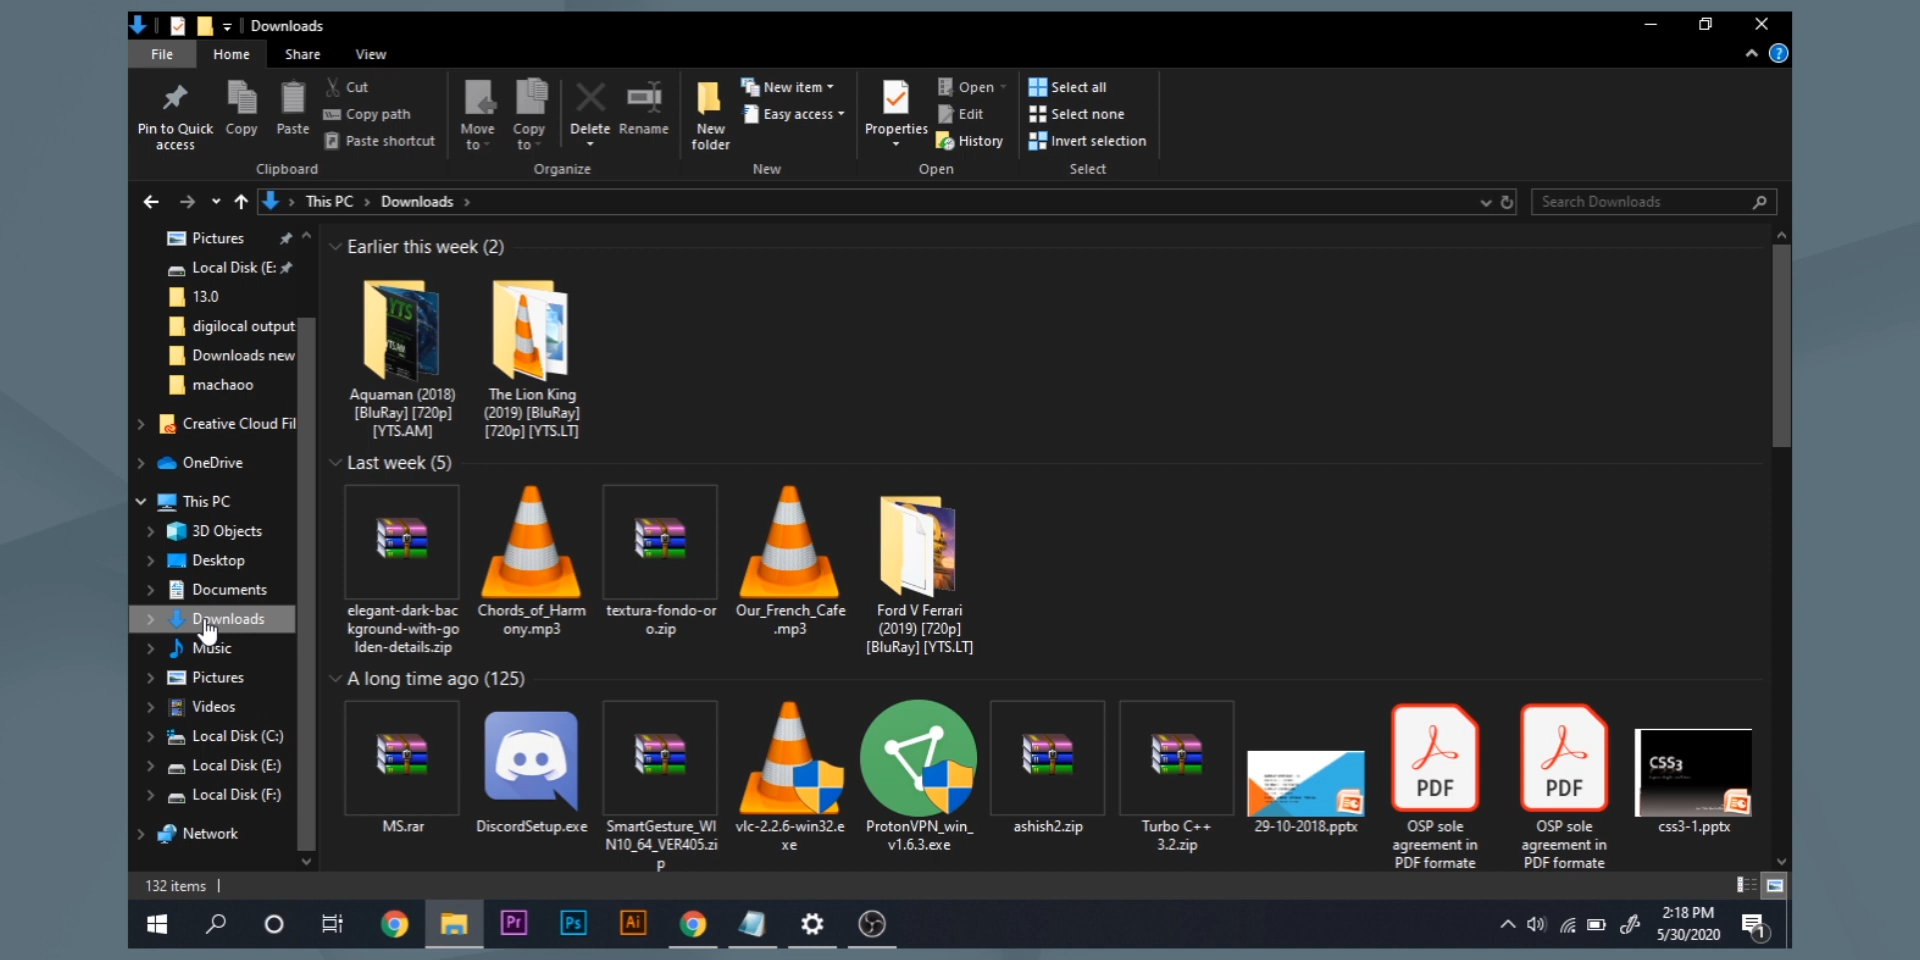 Downloads
File Home Share View
Pin to Quick access
Copy
Paste
Cut
Copy path
Paste shortcut
Clipboard
Move to
Copy to
Delete
Rename
Organize
New folder
New item
Easy access
New
Properties
Open
Edit
History
Open
Select all
Select none
Invert selection
Select
This PC > Downloads >
Search Downloads
Pictures
Local Disk (E:
13.0
digilocal output
Downloads new
machaoo
Creative Cloud Fil
OneDrive
This PC
3D Objects
Desktop
Documents
Downloads
Music
Pictures
Videos
Local Disk (C:)
Local Disk (E:)
Local Disk (F:)
Network
Earlier this week (2)
YTS
Aquaman (2018)
[BluRay] [720p]
[YTS.AM]
The Lion King
(2019) [BluRay]
[720p] [YTS.LT]
Last week (5)
elegant-dark-bac
kground-with-go
lden-details.zip
Chords_of_Harm
ony.mp3
textura-fondo-or
o.zip
Our_French_Cafe
.mp3
Ford V Ferrari
(2019) [720p]
[BluRay] [YTS.LT]
A long time ago (125)
MS.rar
DiscordSetup.exe
SmartGesture_WI
N10_64_VER405.zi
p
vlc-2.2.6-win32.e
xe
ProtonVPN_win_
v1.6.3.exe
ashish2.zip
Turbo C++
3.2.zip
29-10-2018.pptx
PDF
OSP sole
agreement in
PDF formate
PDF
OSP sole
agreement in
PDF formate
CSS3
css3-1.pptx
132 items
Pr
Ps
Ai
2:18 PM
5/30/2020
1